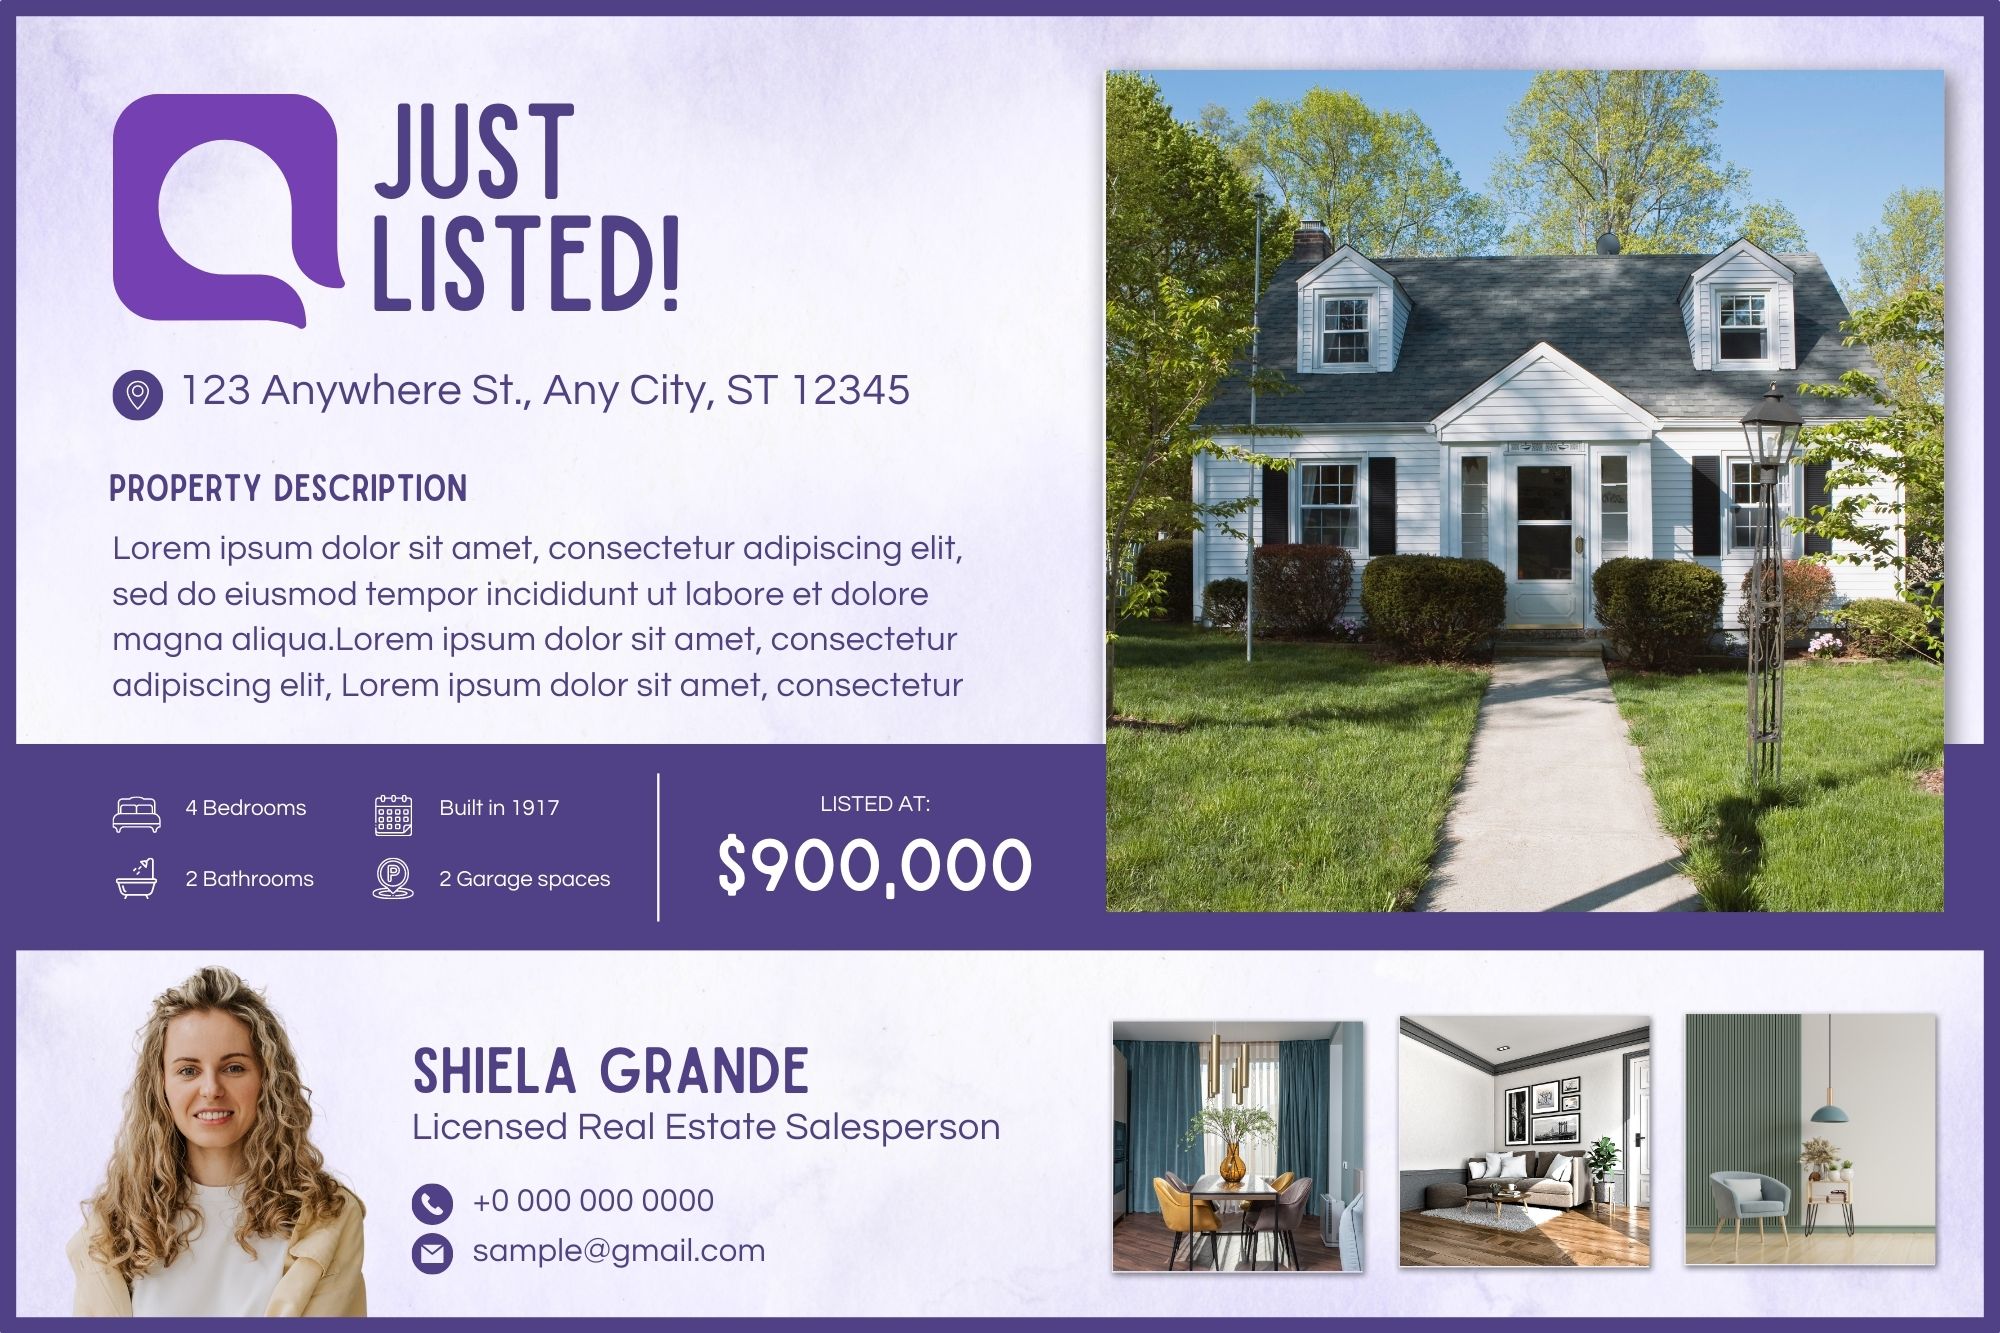 JUST
LISTED!
123 Anywhere St., Any City, ST 12345
PROPERTY DESCRIPTION
Lorem ipsum dolor sit amet, consectetur adipiscing elit,
sed do eiusmod tempor incididunt ut labore et dolore
magna aliqua.Lorem ipsum dolor sit amet, consectetur
adipiscing elit, Lorem ipsum dolor sit amet, consectetur
4 Bedrooms
Built in 1917
2 Bathrooms
P
2 Garage spaces
LISTED AT:
$900,000
SHIELA GRANDE
Licensed Real Estate Salesperson
+0 000 000 0000
sample@gmail.com